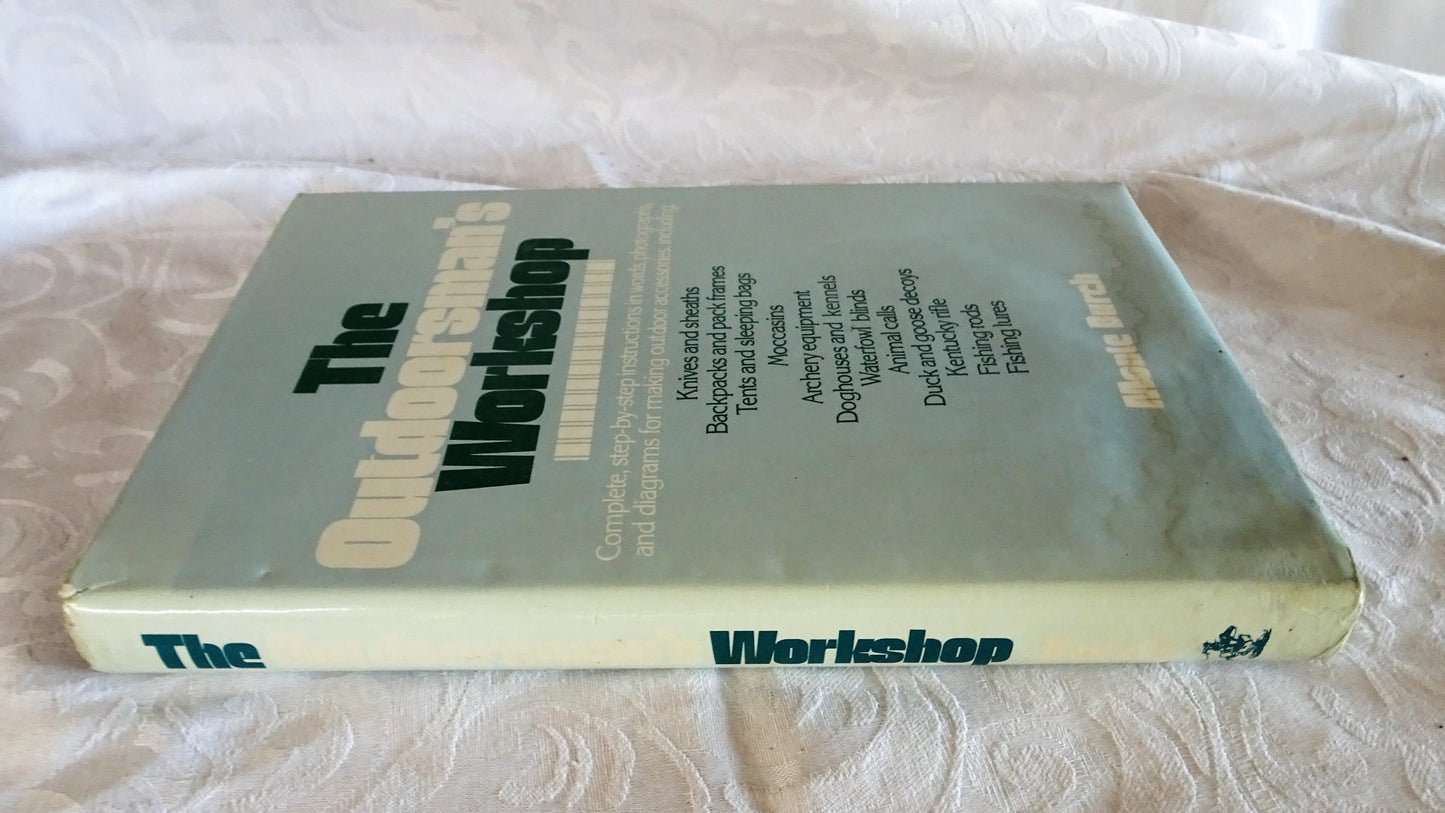 The
Outdoorsman's
Workshop
Complete, step-by-step instructions in words, photographs,
and diagrams for making outdoor accessories, including:
Knives and sheaths
Backpacks and pack frames
Tents and sleeping bags
Moccasins
Archery equipment
Doghouses and kennels
Waterfowl blinds
Animal calls
Duck and goose decoys
Kentucky rifle
Fishing rods
Fishing lures
Monte Burch
The Workshop